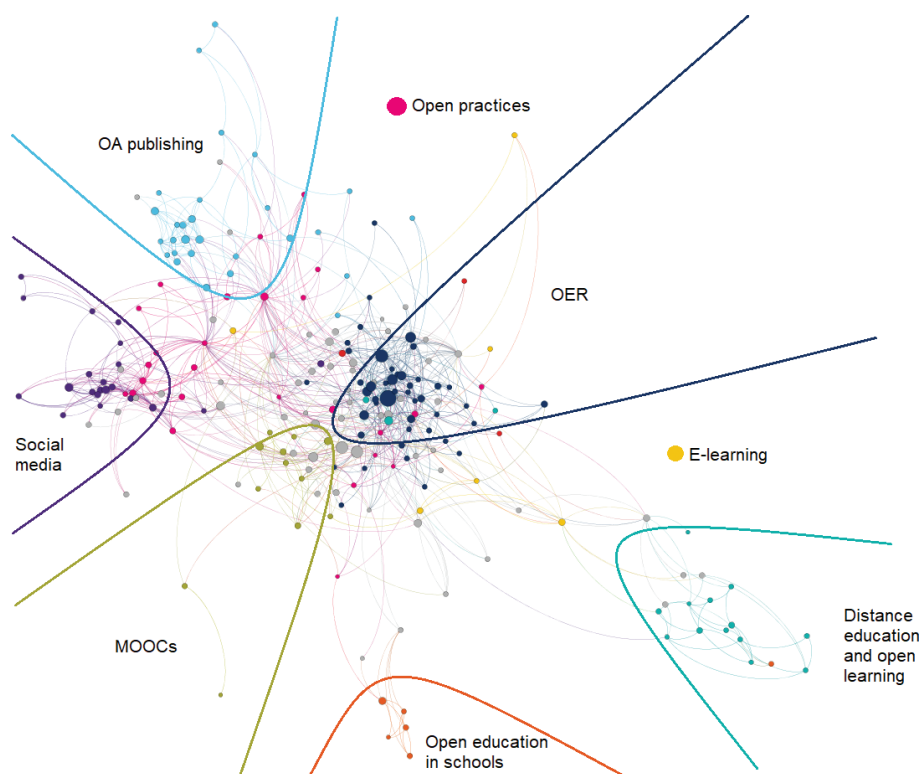 Open practices
OA publishing
OER
Social
media
E-learning
MOOCs
Distance
education
and open
learning
Open education
in schools